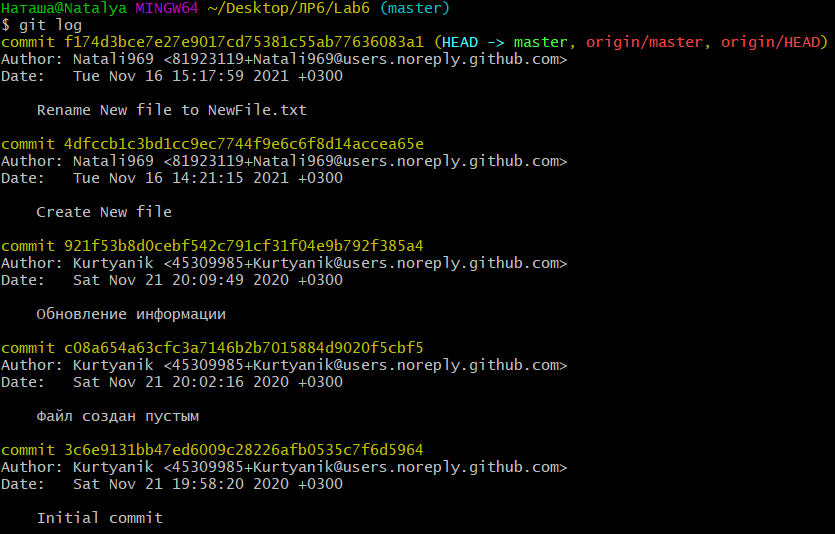 Наташа@Natalya MINGW64 ~/Desktop/ЛР6/Lab6 (master)
$ git log
commit f174d3bce7e27e9017cd75381c55ab77636083a1 (HEAD -> master, origin/master, origin/HEAD)
Author: Natali969 <81923119+Natali969@users.noreply.github.com>
Date:   Tue Nov 16 15:17:59 2021 +0300
    Rename New file to NewFile.txt
commit 4dfccb1c3bd1cc9ec7744f9e6c6f8d14accea65e
Author: Natali969 <81923119+Natali969@users.noreply.github.com>
Date:   Tue Nov 16 14:21:15 2021 +0300
    Create New file
commit 921f53b8d0cebf542c791cf31f04e9b792f385a4
Author: Kurtyanik <45309985+Kurtyanik@users.noreply.github.com>
Date:   Sat Nov 21 20:09:49 2020 +0300
    Обновление информации
commit c08a654a63cfc3a7146b2b7015884d9020f5cbf5
Author: Kurtyanik <45309985+Kurtyanik@users.noreply.github.com>
Date:   Sat Nov 21 20:02:16 2020 +0300
    Файл создан пустым
commit 3c6e9131bb47ed6009c28226afb0535c7f6d5964
Author: Kurtyanik <45309985+Kurtyanik@users.noreply.github.com>
Date:   Sat Nov 21 19:58:20 2020 +0300
    Initial commit